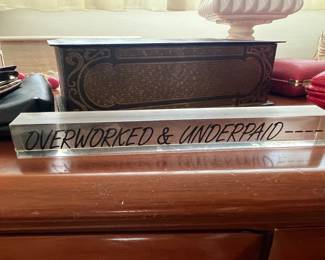 OVERWORKED & UNDERPAID----